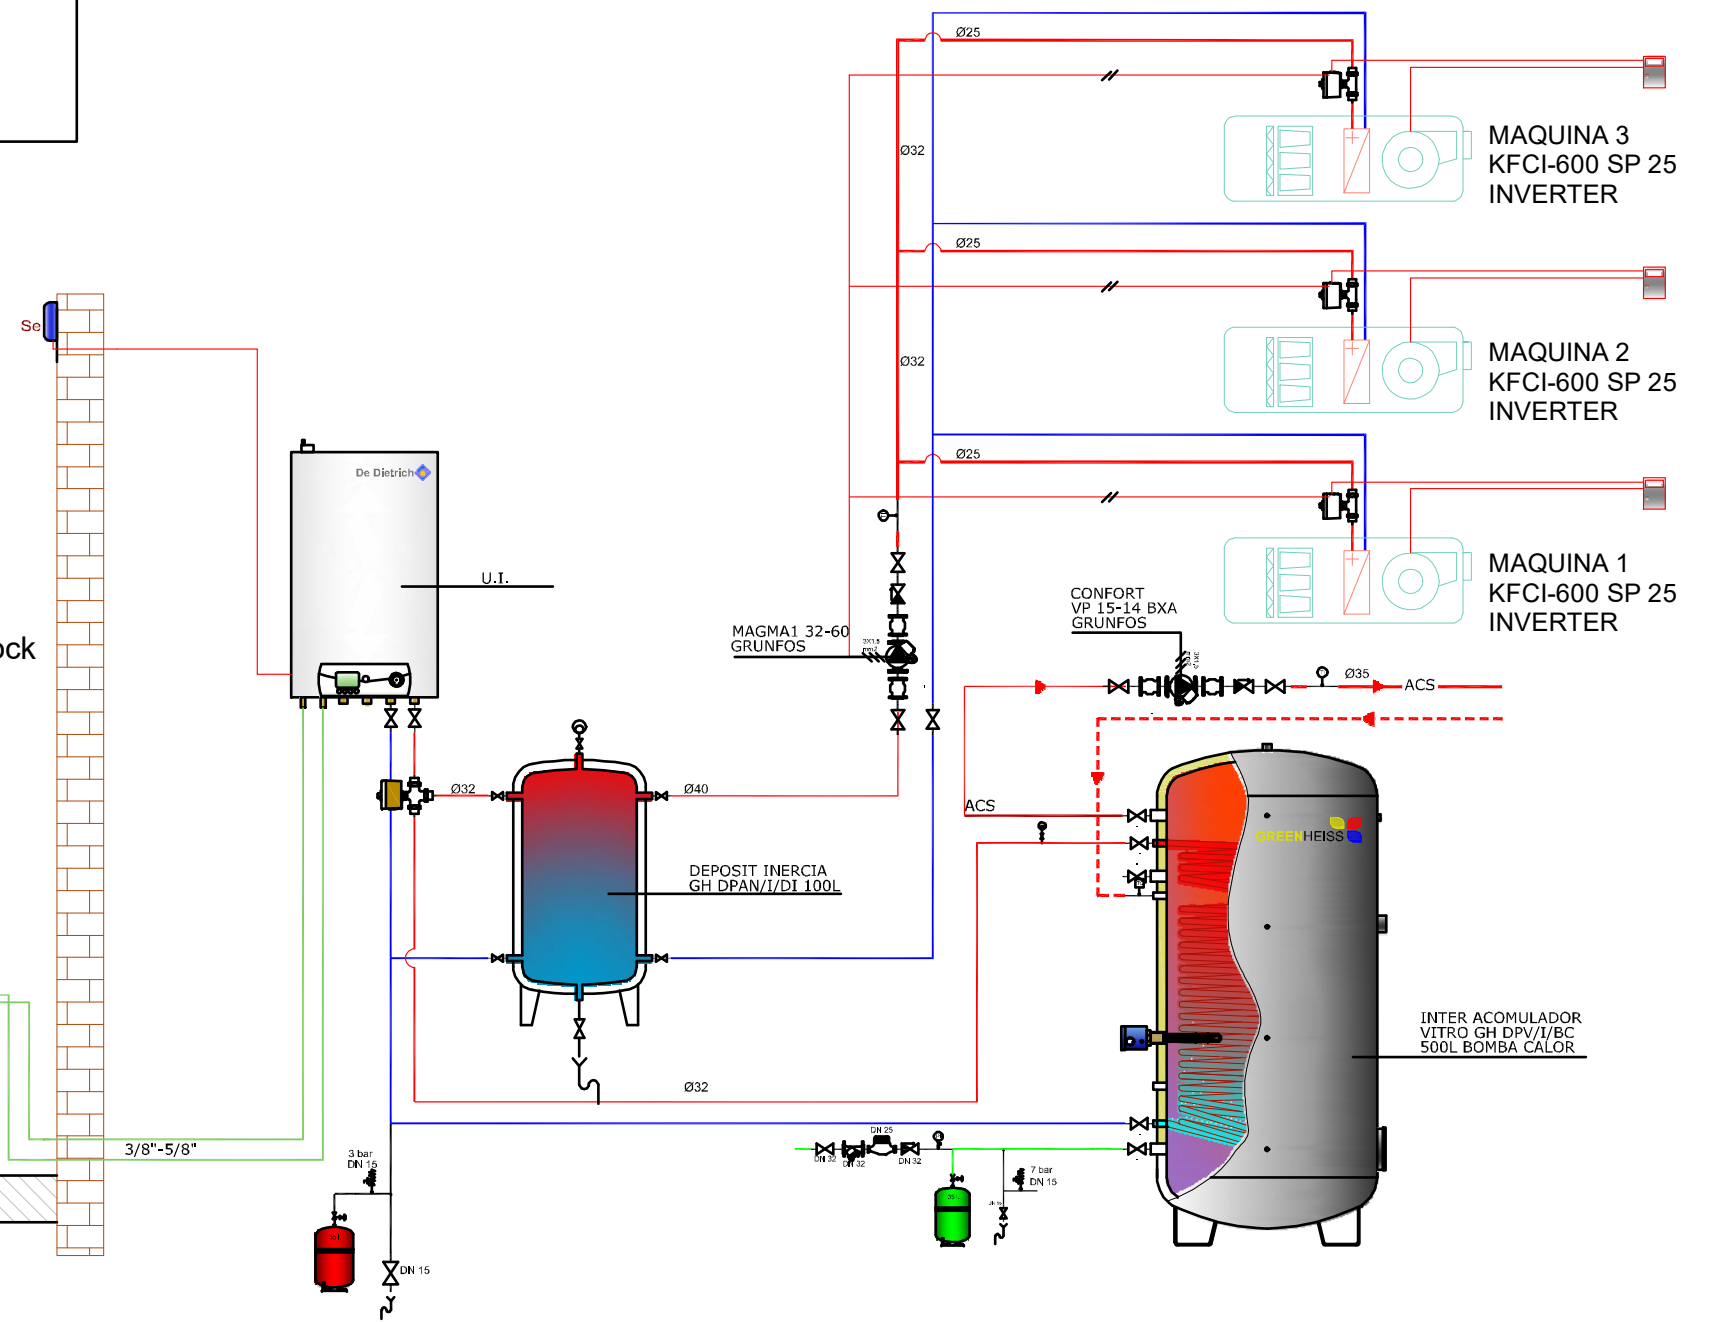 Ø25
Ø32
MAQUINA 3
KFCI-600 SP 25
INVERTER
Ø25
Ø32
MAQUINA 2
KFCI-600 SP 25
INVERTER
Se
Ø25
De Dietrich
U.I.
MAQUINA 1
KFCI-600 SP 25
INVERTER
CONFORT
VP 15-14 BXA
GRUNFOS
MAGMA1 32-60
GRUNFOS
3X1,5
mm2
ock
Ø35
ACS
Ø32
Ø40
ACS
GREENHEISS
DEPOSIT INERCIA
GH DPAN/I/DI 100L
INTER ACOMULADOR
VITRO GH DPV/I/BC
500L BOMBA CALOR
Ø32
3/8"-5/8"
3 bar
DN 15
DN 25
DN 32
DN 32
DN 32
7 bar
DN 15
DN 15